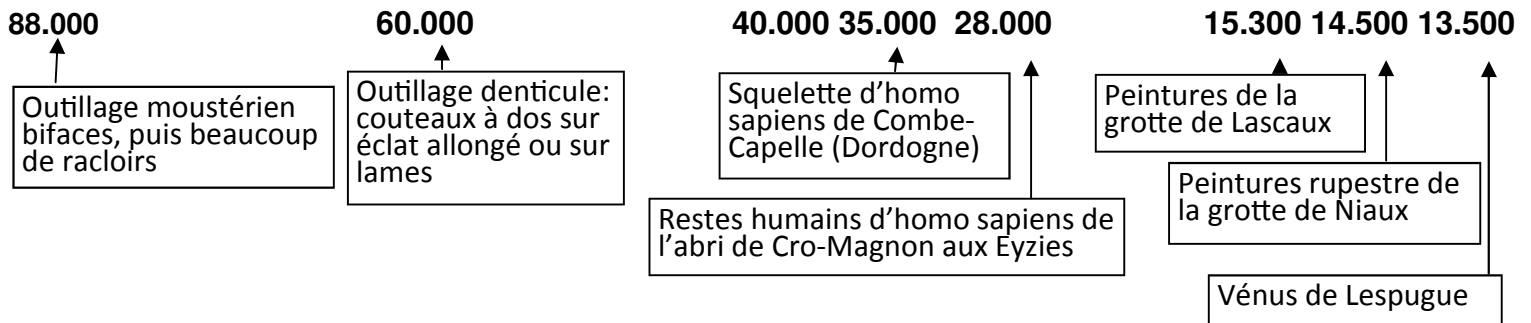 88.000 60.000 40.000 35.000 28.000 15.300 14.500 13.500
Outillage moustérien
bifaces, puis beaucoup
de racloirs
Outillage denticule:
couteaux à dos sur
éclat allongé ou sur
lames
Squelette d’homo
sapiens de Combe-
Capelle (Dordogne)
Restes humains d’homo sapiens de
l’abri de Cro-Magnon aux Eyzies
Peintures de la
grotte de Lascaux
Peintures rupestre de
la grotte de Niaux
Vénus de Lespugue